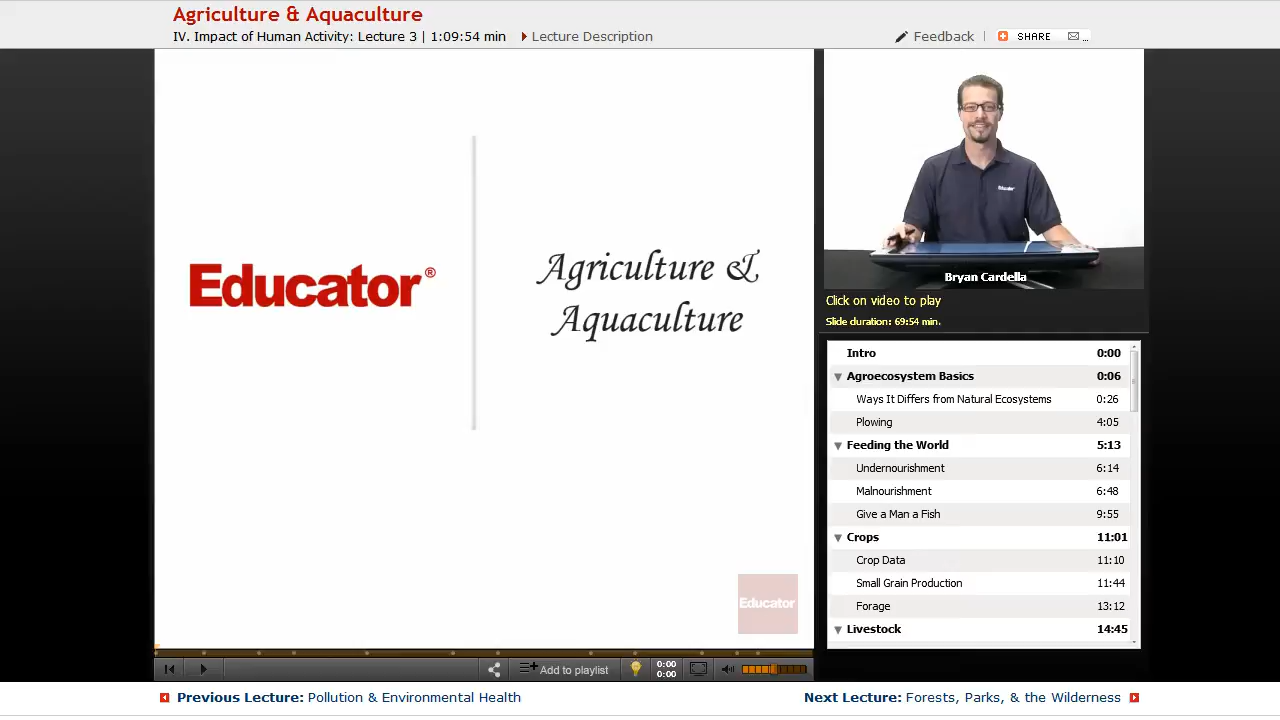 Agriculture & Aquaculture
IV. Impact of Human Activity: Lecture 3 | 1:09:54 min Lecture Description
Feedback
SHARE
...
Educator®
Agriculture &
Aquaculture
Educator
Educator
Bryan Cardella
Click on video to play
Slide duration: 69:54 min.
Intro 0:00
Agroecosystem Basics 0:06
Ways It Differs from Natural Ecosystems 0:26
Plowing 4:05
Feeding the World 5:13
Undernourishment 6:14
Malnourishment 6:48
Give a Man a Fish 9:55
Crops 11:01
Crop Data 11:10
Small Grain Production 11:44
Forage 13:12
Livestock 14:45
Add to playlist
0:00
0:00
Previous Lecture: Pollution & Environmental Health
Next Lecture: Forests, Parks, & the Wilderness